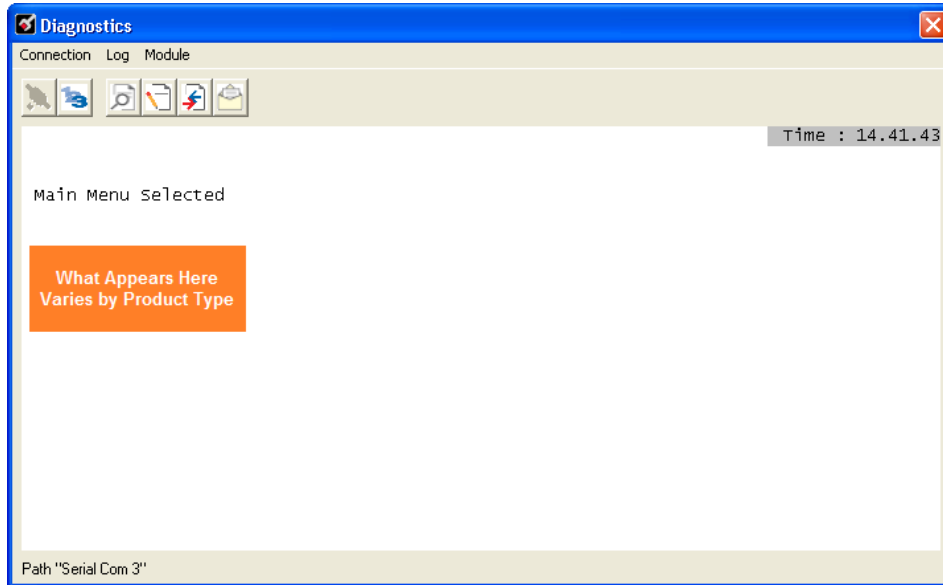 Diagnostics
Connection Log Module
Time : 14.41.43
Main Menu Selected
What Appears Here
Varies by Product Type
Path "Serial Com 3"